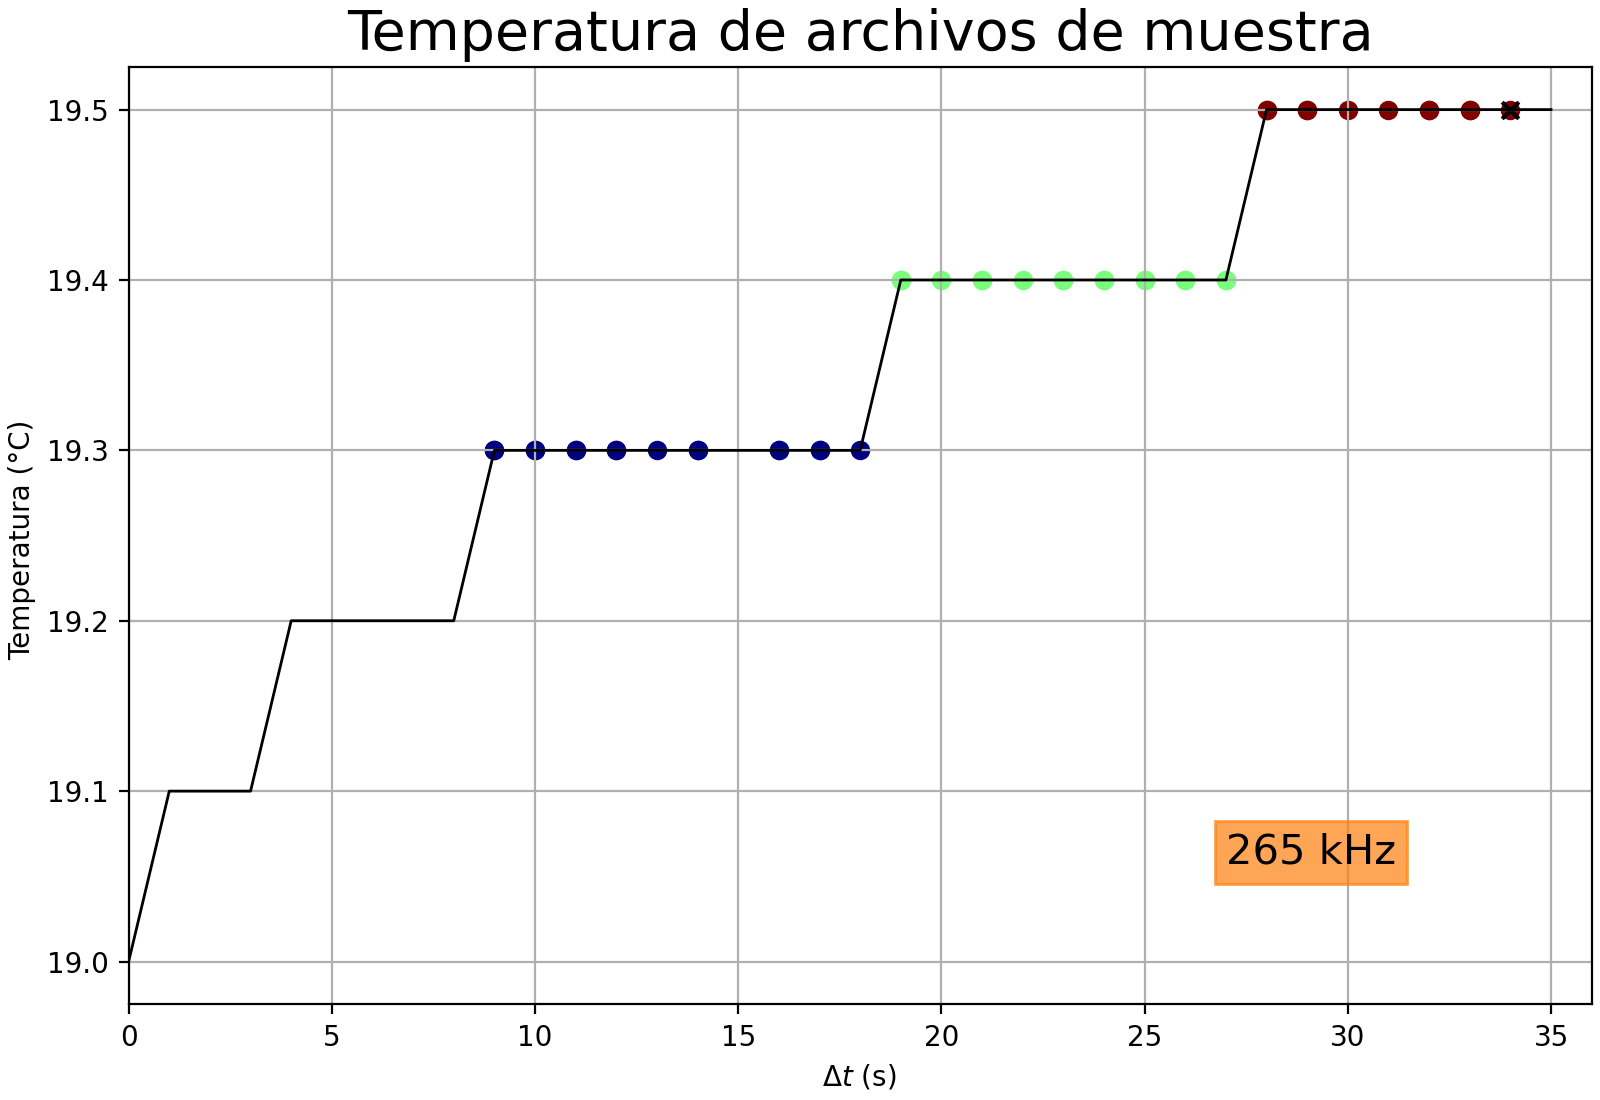 Temperatura de archivos de muestra
Temperatura (°C)
19.5
19.4
19.3
19.2
19.1
19.0
265 kHz
0 5 10 15 20 25 30 35
Δt (s)